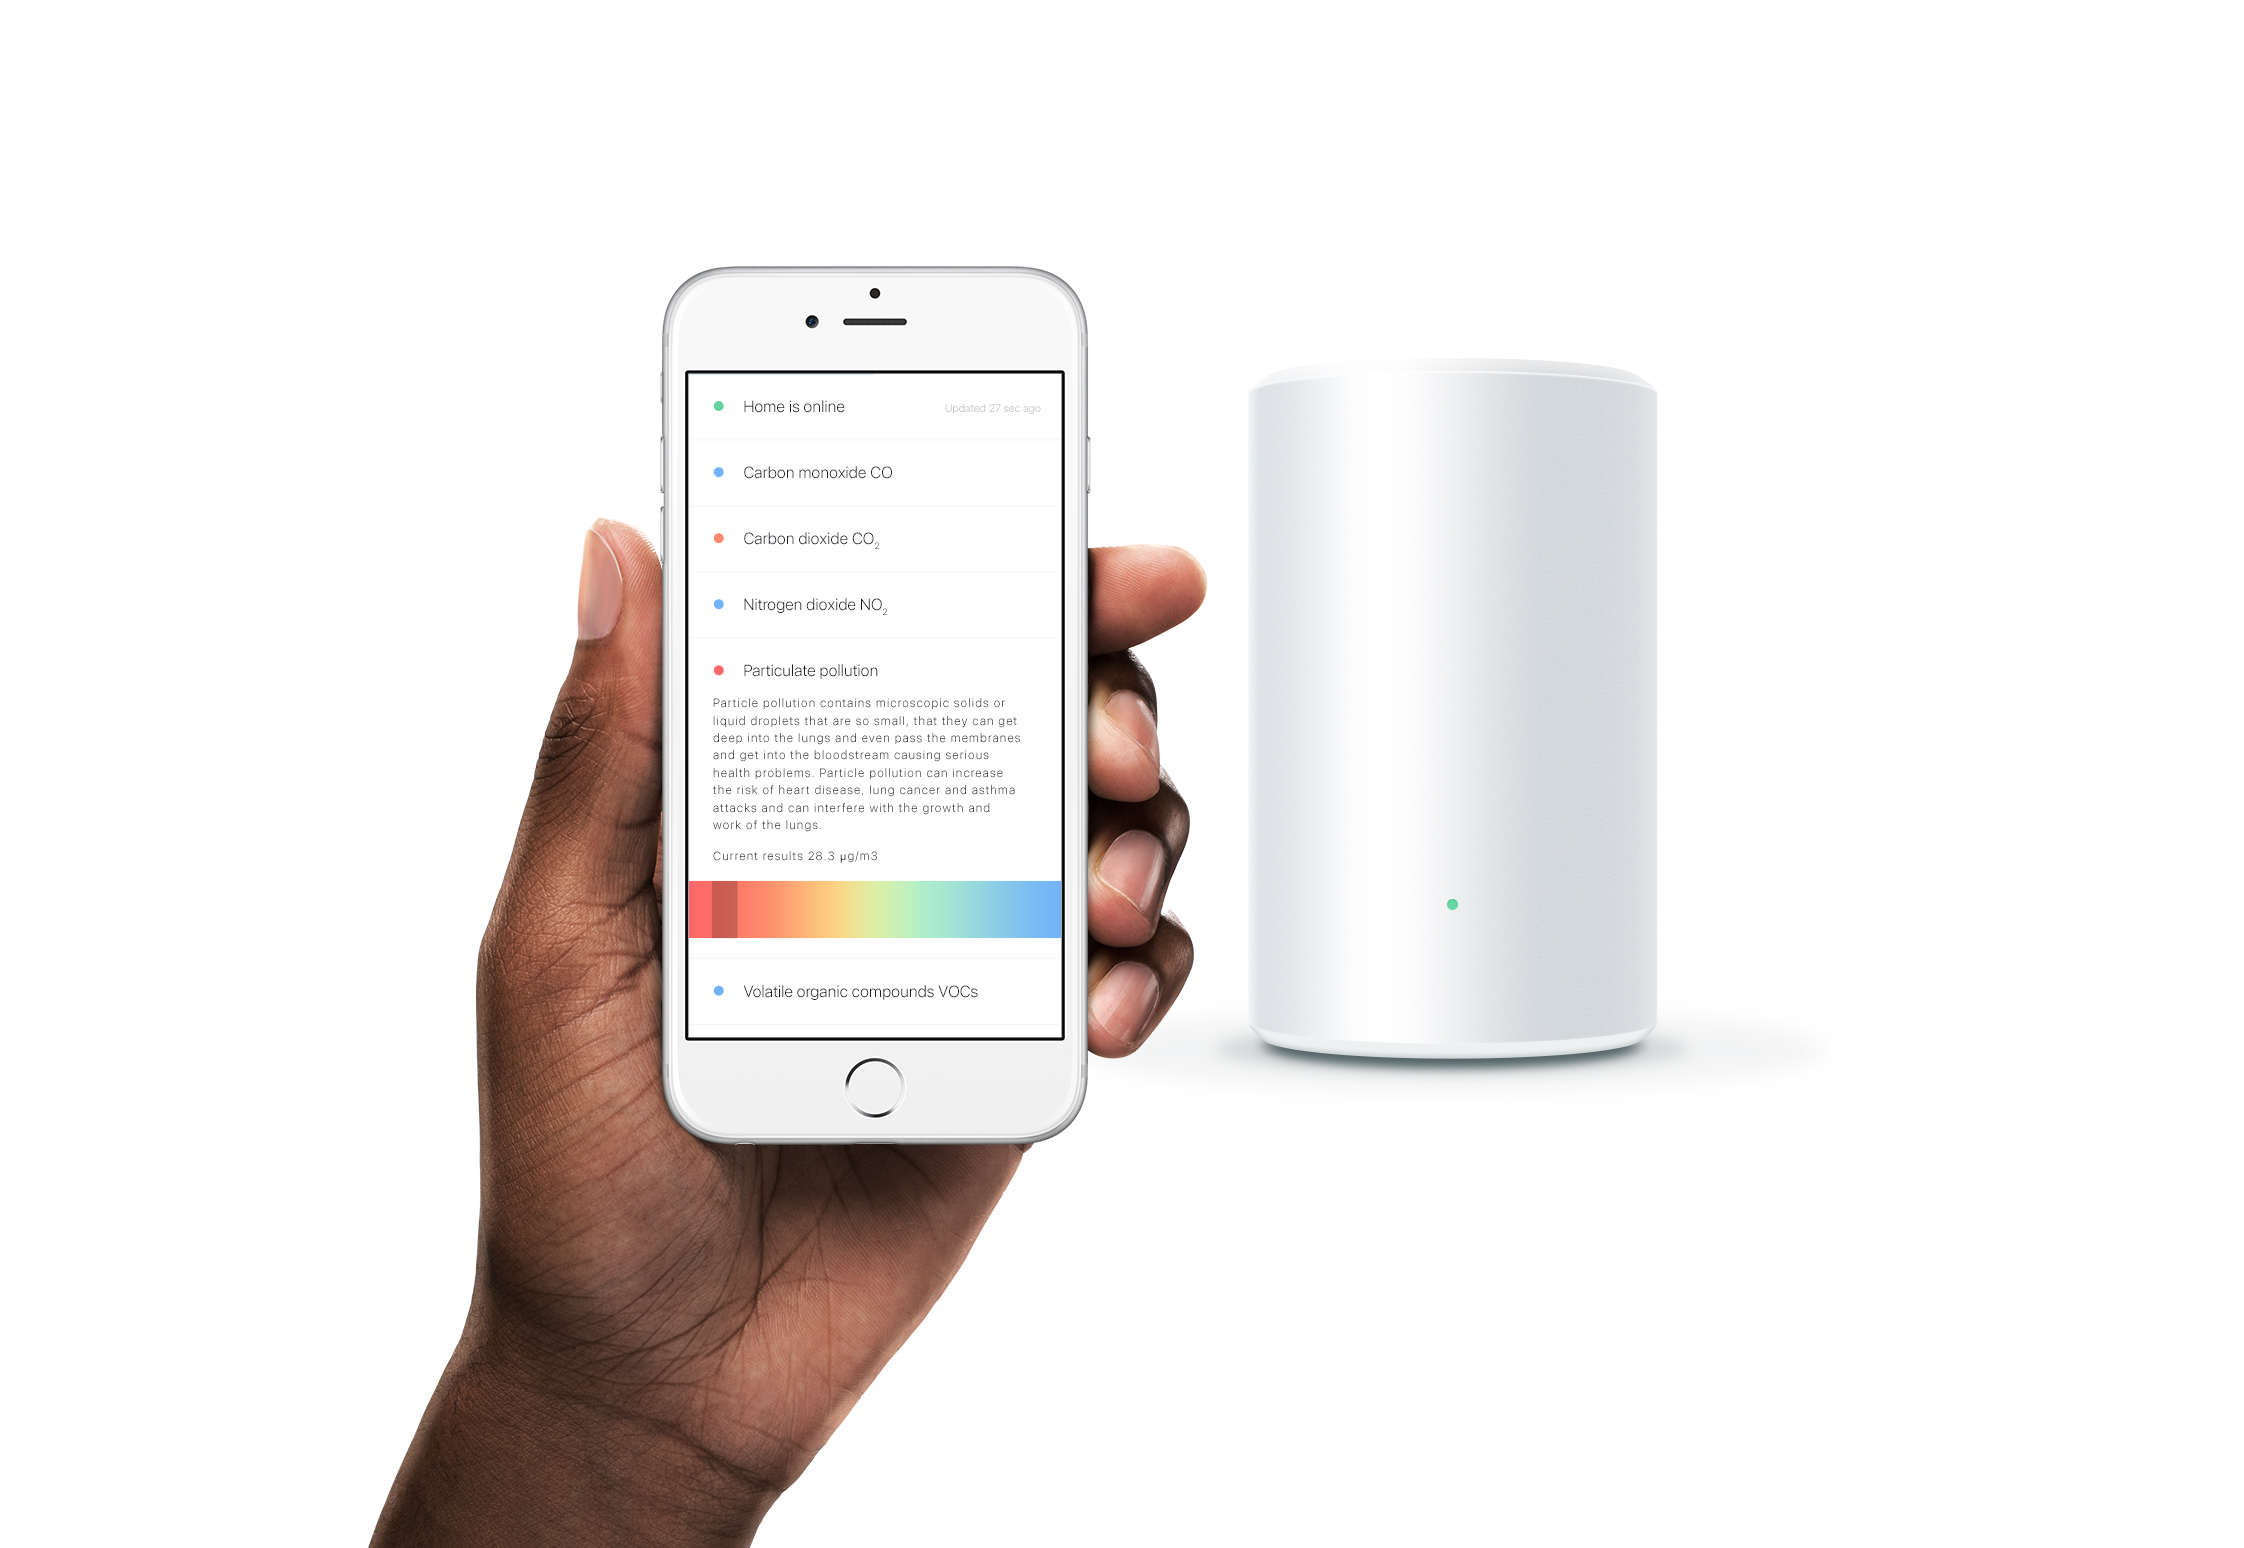 Home is online
Updated 27 sec ago
Carbon monoxide CO
Carbon dioxide CO₂
Nitrogen dioxide NO₂
Particulate pollution
Particle pollution contains microscopic solids or
liquid droplets that are so small, that they can get
deep into the lungs and even pass the membranes
and get into the bloodstream causing serious
health problems. Particle pollution can increase
the risk of heart disease, lung cancer and asthma
attacks and can interfere with the growth and
work of the lungs.
Current results 28.3 µg/m3
Volatile organic compounds VOCs